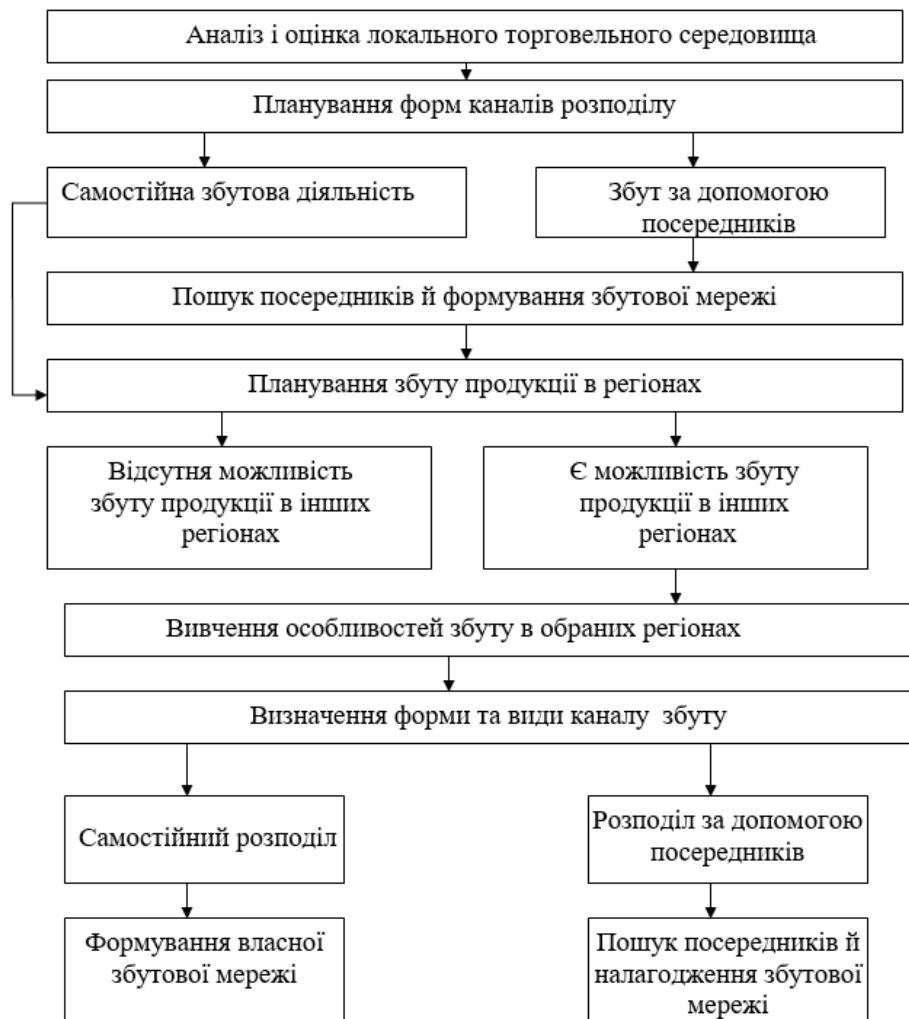 Аналіз і оцінка локального торговельного середовища
Планування форм каналів розподілу
Самостійна збутова діяльність
Збут за допомогою
посередників
Пошук посередників й формування збутової мережі
Планування збуту продукції в регіонах
Відсутня можливість
збуту продукції в інших
регіонах
Є можливість збуту
продукції в інших
регіонах
Вивчення особливостей збуту в обраних регіонах
Визначення форми та види каналу збуту
Самостійний розподіл
Розподіл за допомогою
посередників
Формування власної
збутової мережі
Пошук посередників й
налагодження збутової
мережі